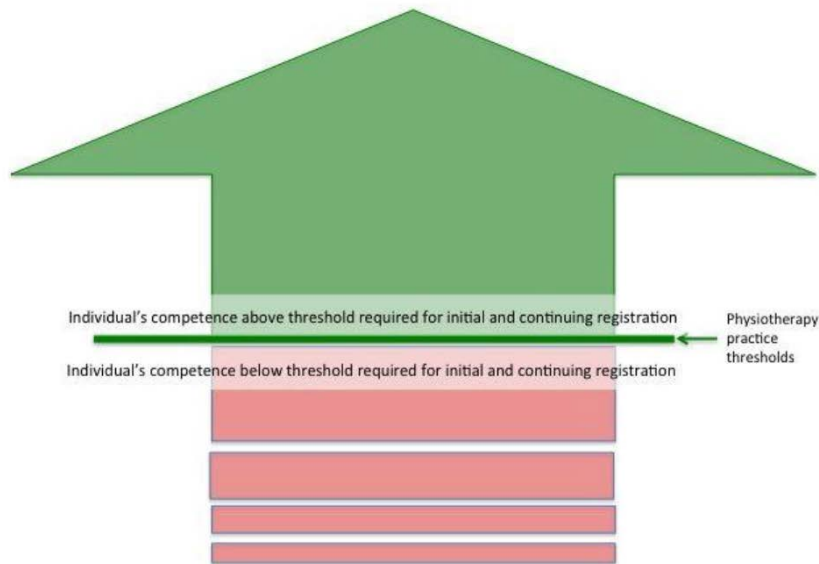 Individual's competence above threshold required for initial and continuing registration
Physiotherapy
practice
thresholds
Individual's competence below threshold required for initial and continuing registration